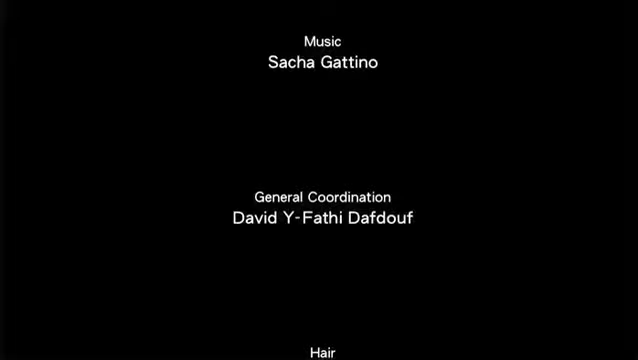 Music
Sacha Gattino
General Coordination
David Y-Fathi Dafdouf
Hair